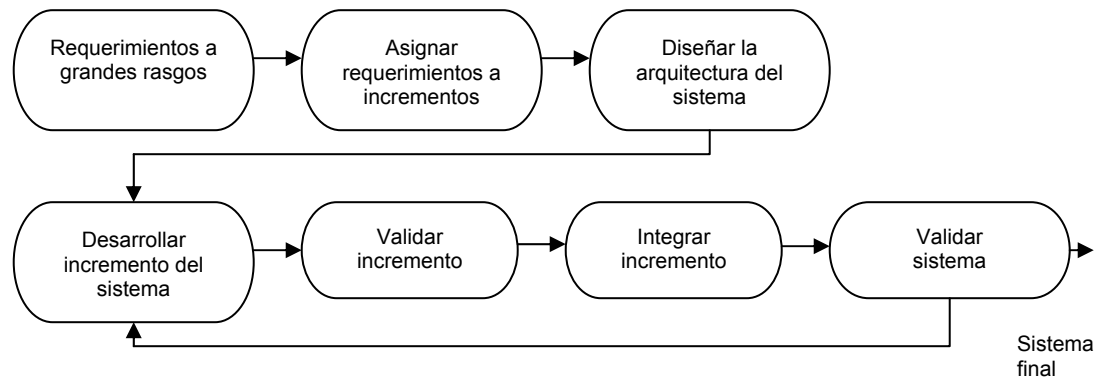 Requerimientos a
grandes rasgos
Asignar
requerimientos a
incrementos
Diseñar la
arquitectura del
sistema
Desarrollar
incremento del
sistema
Validar
incremento
Integrar
incremento
Validar
sistema
Sistema
final